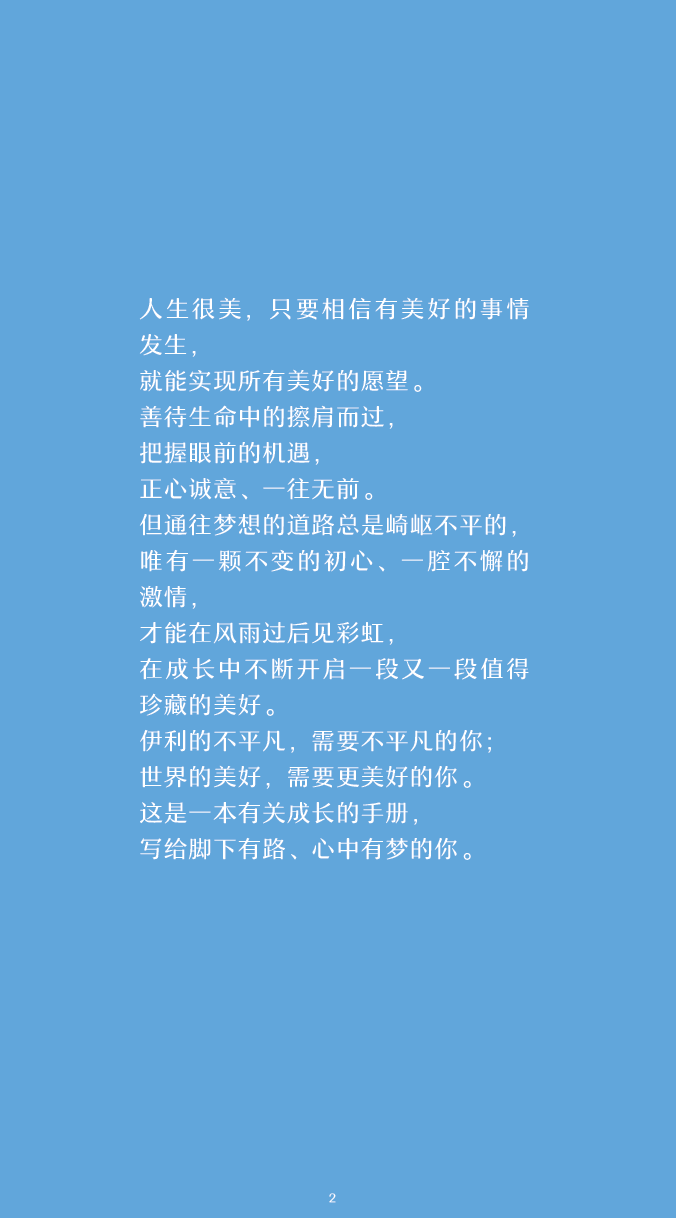 人生很美，只要相信有美好的事情
发生，
就能实现所有美好的愿望。
善待生命中的擦肩而过，
把握眼前的机遇，
正心诚意、一往无前。
但通往梦想的道路总是崎岖不平的，
唯有一颗不变的初心、一腔不懈的
激情，
才能在风雨过后见彩虹，
在成长中不断开启一段又一段值得
珍藏的美好。
伊利的不平凡，需要不平凡的你；
世界的美好，需要更美好的你。
这是一本有关成长的手册，
写给脚下有路、心中有梦的你。
2